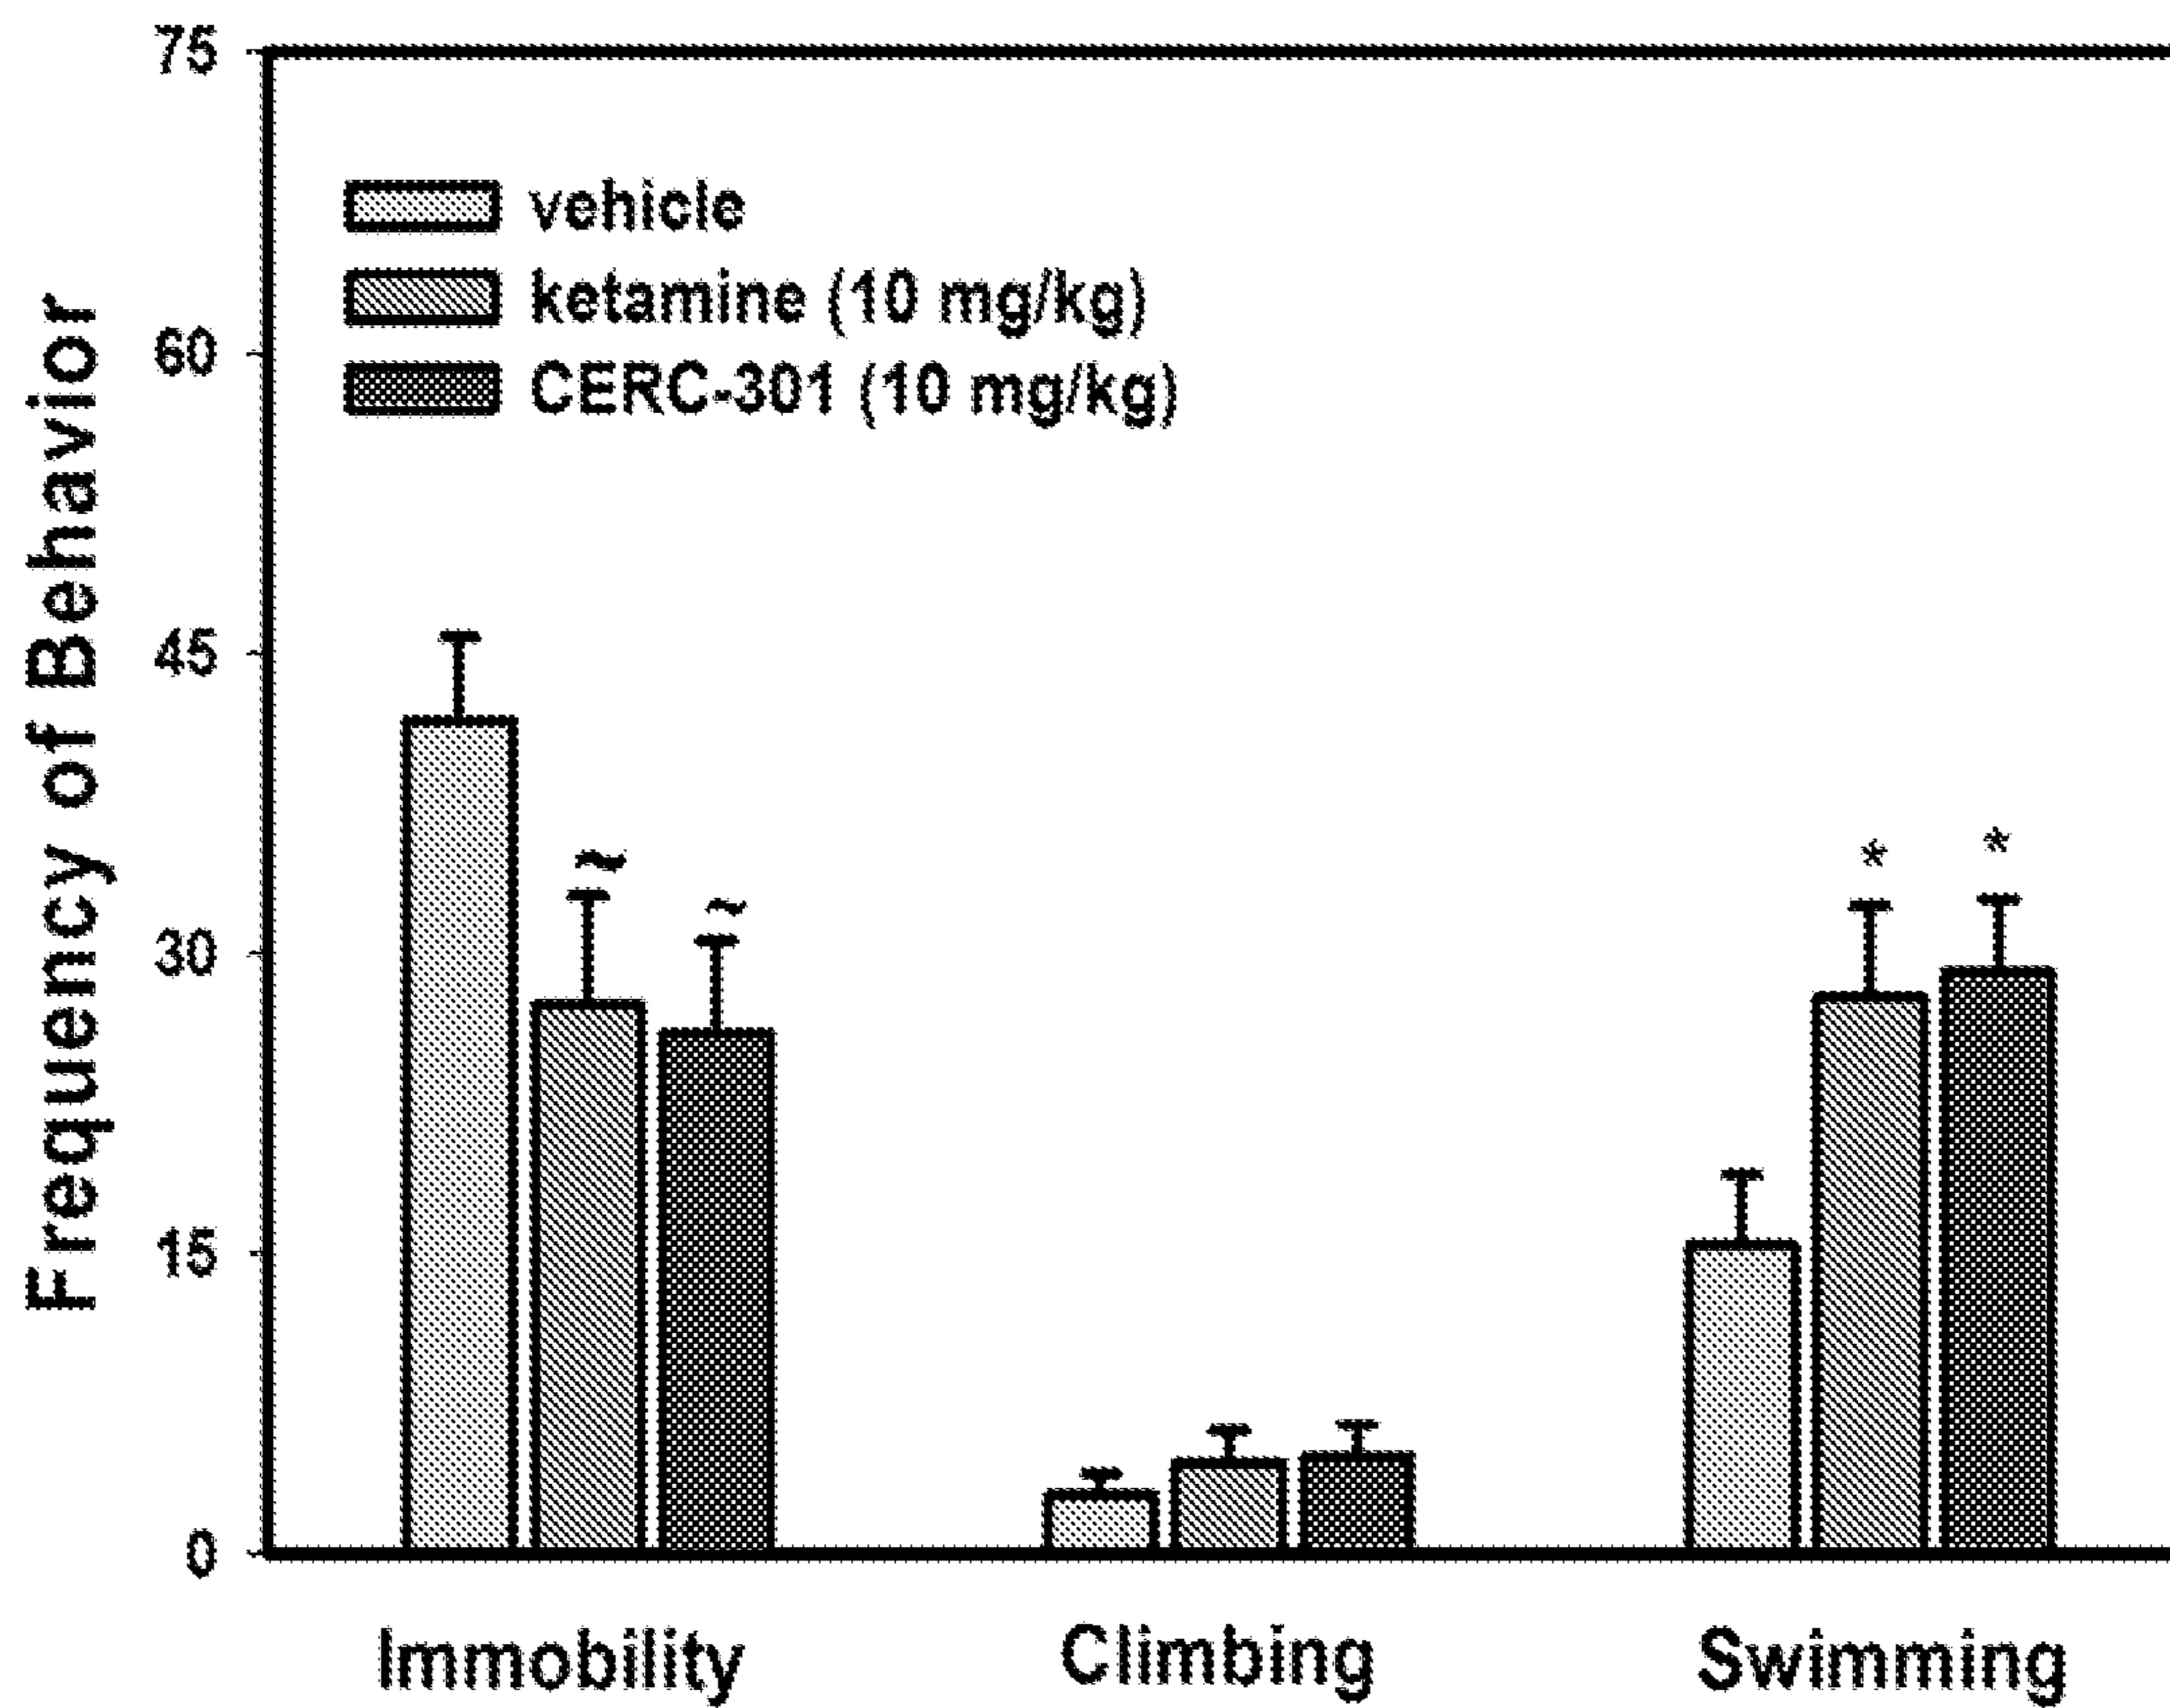 Frequency of Behavior
75
60
45
30
15
0
vehicle
ketamine (10 mg/kg)
CERC-301 (10 mg/kg)
~
~
*
*
Immobility Climbing Swimming